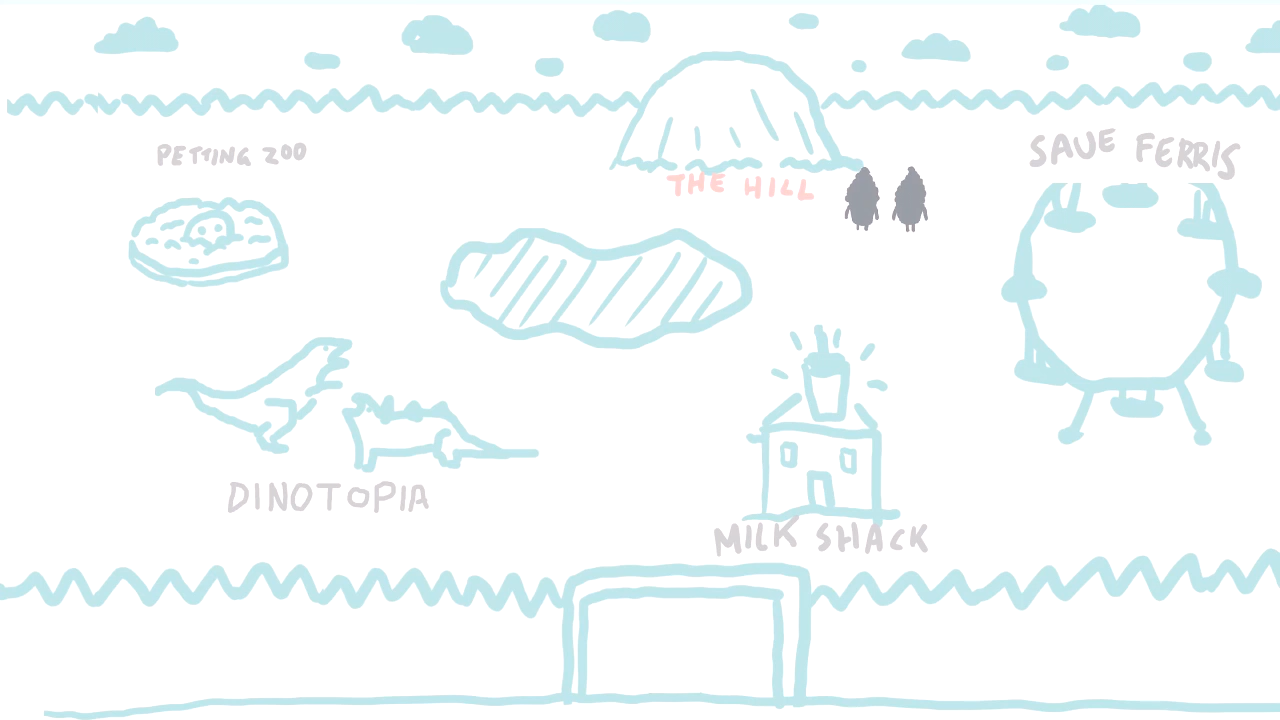 PETTING ZOO
SAVE FERRIS
THE HILL
DINOTOPIA
MILK SHACK